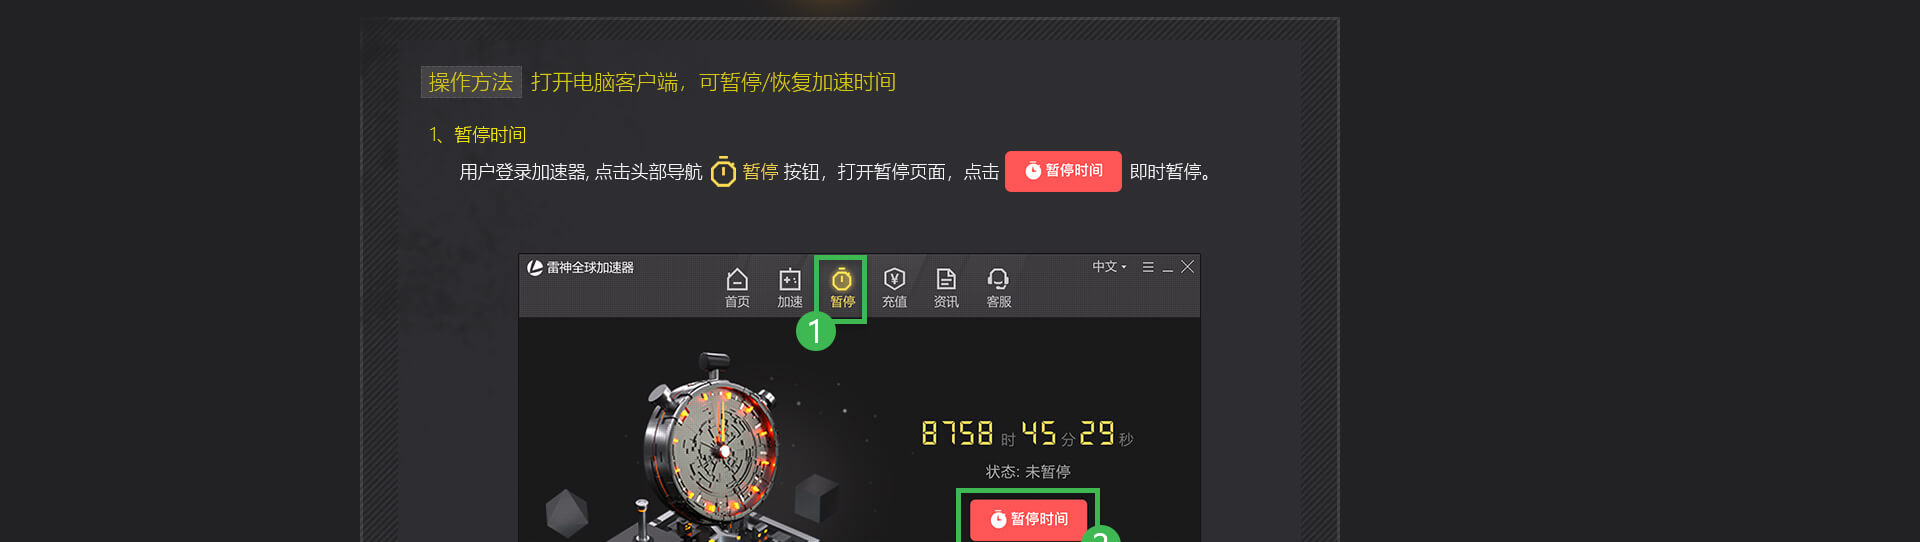 操作方法 打开电脑客户端，可暂停/恢复加速时间
1、暂停时间
用户登录加速器, 点击头部导航 暂停 按钮，打开暂停页面，点击 暂停时间 即时暂停。
雷神全球加速器 首页 加速 暂停 充值 资讯 客服 中文
1
8758 时 45 分 29 秒
状态: 未暂停
暂停时间